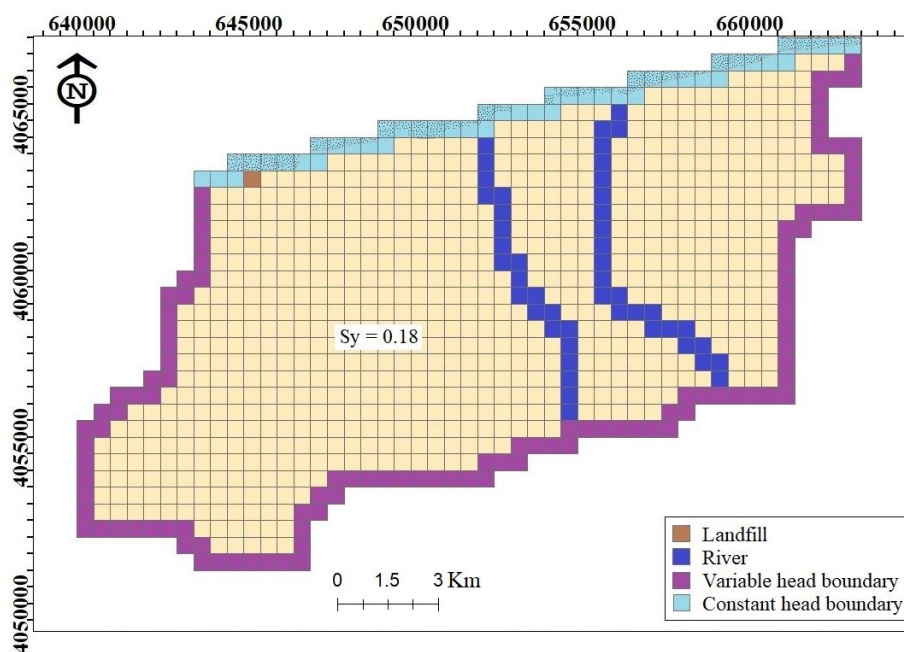 640000 645000 650000 655000 660000
N
4065000
4060000
4055000
4050000
Sy = 0.18
0 1.5 3 Km
Landfill
River
Variable head boundary
Constant head boundary